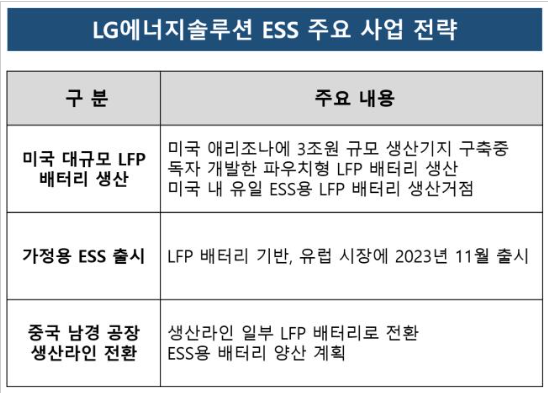 LG에너지솔루션 ESS 주요 사업 전략
구 분
주요 내용
미국 대규모 LFP
배터리 생산
미국 애리조나에 3조원 규모 생산기지 구축중
독자 개발한 파우치형 LFP 배터리 생산
미국 내 유일 ESS용 LFP 배터리 생산거점
가정용 ESS 출시
LFP 배터리 기반, 유럽 시장에 2023년 11월 출시
중국 남경 공장
생산라인 전환
생산라인 일부 LFP 배터리로 전환
ESS용 배터리 양산 계획